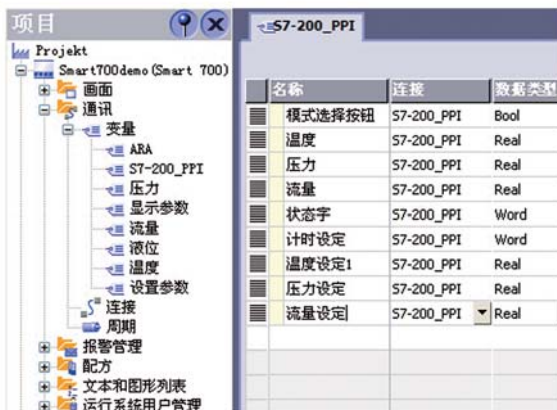 项目
Projekt
Smart700demo(Smart 700)
画面
通讯
变量
ARA
S7-200_PPI
压力
显示参数
流量
液位
温度
设置参数
连接
周期
报警管理
配方
文本和图形列表
运行系统用户管理
S7-200_PPI
名称 连接 数据类型
模式选择按钮 S7-200_PPI Bool
温度 S7-200_PPI Real
压力 S7-200_PPI Real
流量 S7-200_PPI Real
状态字 S7-200_PPI Word
计时设定 S7-200_PPI Word
温度设定1 S7-200_PPI Real
压力设定 S7-200_PPI Real
流量设定 S7-200_PPI Real